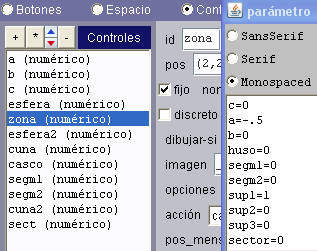 Botones
Espacio
Conf
+ * Controles
a (numérico)
b (numérico)
c (numérico)
esfera (numérico)
zona (numérico)
esfera2 (numérico)
cuna (numérico)
casco (numérico)
segm1 (numérico)
segm2 (numérico)
cuna2 (numérico)
sect (numérico)
id zona
pos (2,2
fijo nom
discreto
dibujar-si
imagen
opciones
acción ca
pos_mens
parámetro
SansSerif
Serif
Monospaced
c=0
a=-.5
b=0
huso=0
segm1=0
segm2=0
sup1=1
sup2=0
sup3=0
sector=0